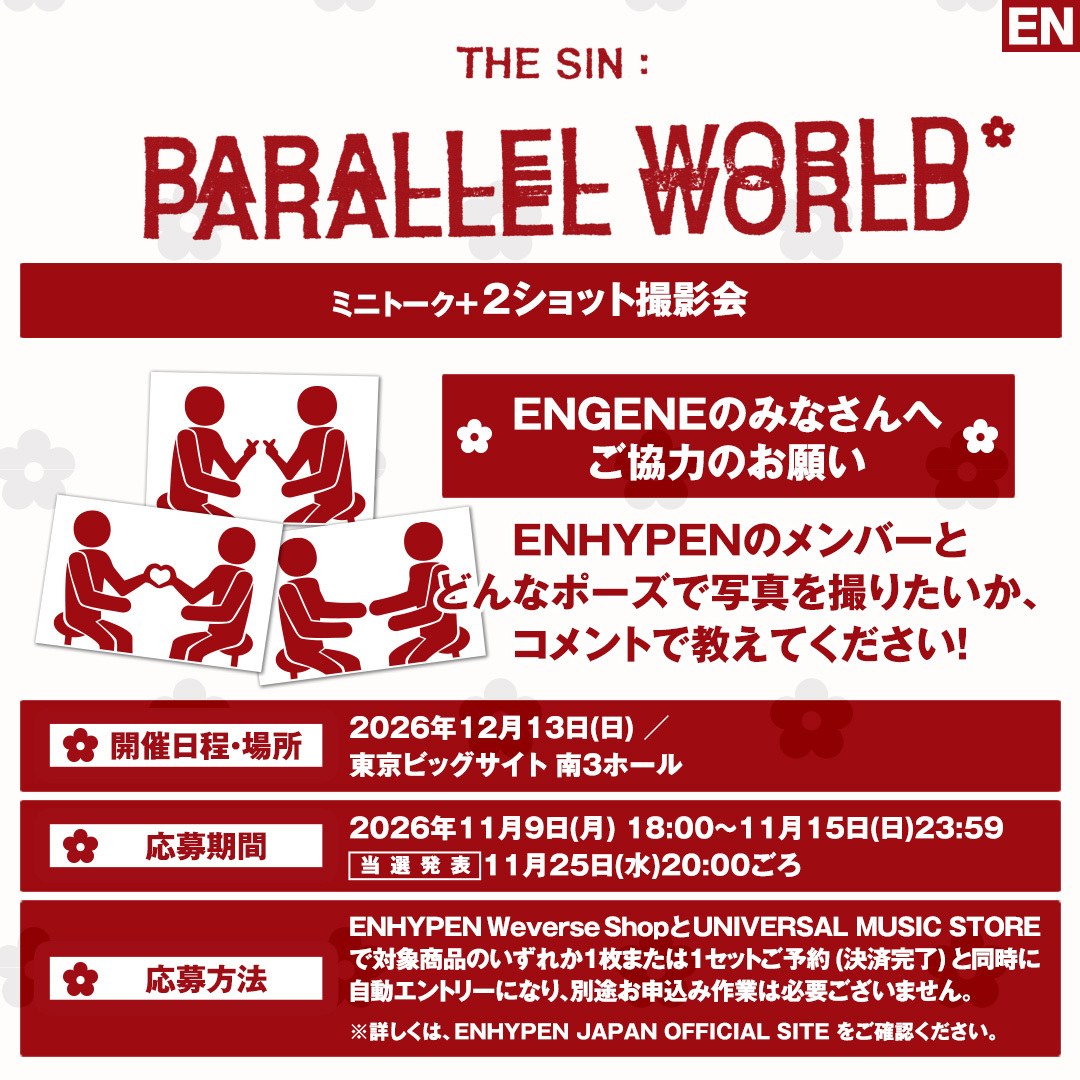 EN
THE SIN :
PARALLEL WORLD*
ミニトーク+2ショット撮影会
ENGENEのみなさんへ
ご協力のお願い
ENHYPENのメンバーと
どんなポーズで写真を撮りたいか、
コメントで教えてください!
開催日程・場所
2026年12月13日(日) ／
東京ビッグサイト 南3ホール
応募期間
2026年11月9日(月) 18:00〜11月15日(日)23:59
当選発表 11月25日(水)20:00ごろ
応募方法
ENHYPEN Weverse ShopとUNIVERSAL MUSIC STORE
で対象商品のいずれか1枚または1セットご予約 (決済完了) と同時に
自動エントリーになり、別途お申込み作業は必要ございません。
※詳しくは、ENHYPEN JAPAN OFFICIAL SITE をご確認ください。